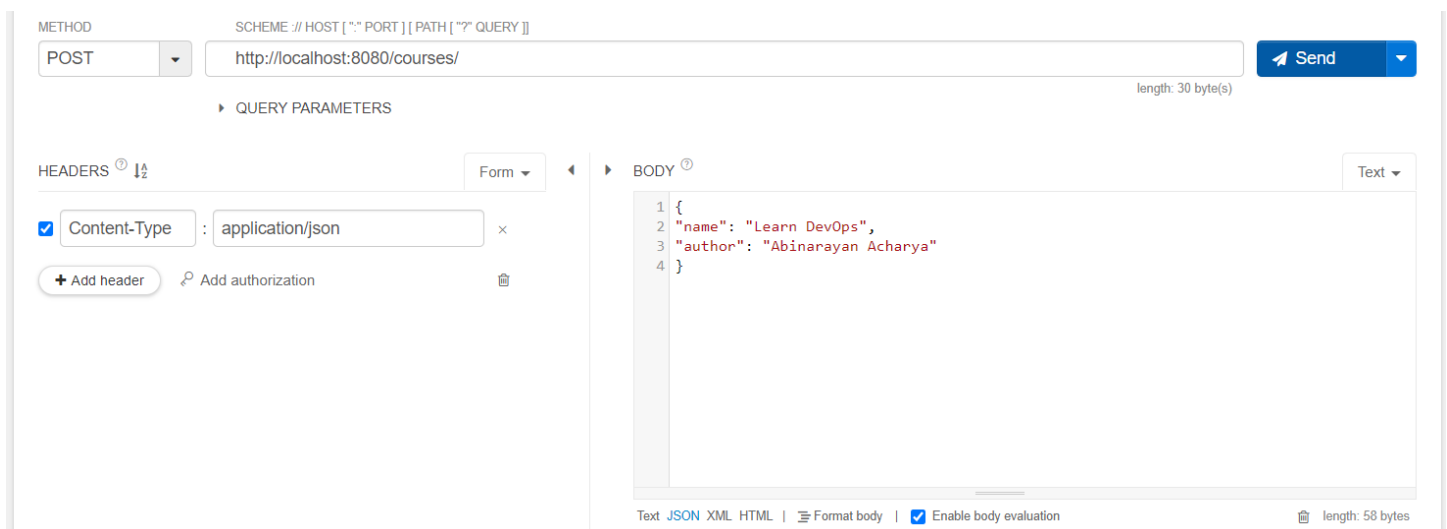 METHOD SCHEME :// HOST [ ":" PORT ] [ PATH [ "?" QUERY ]]
POST http://localhost:8080/courses/ Send
length: 30 byte(s)
QUERY PARAMETERS
HEADERS ? A Z Form BODY ? Text
Content-Type : application/json ×
+ Add header Add authorization
1 {
2 "name": "Learn DevOps",
3 "author": "Abinarayan Acharya"
4 }
Text JSON XML HTML | Format body | Enable body evaluation length: 58 bytes